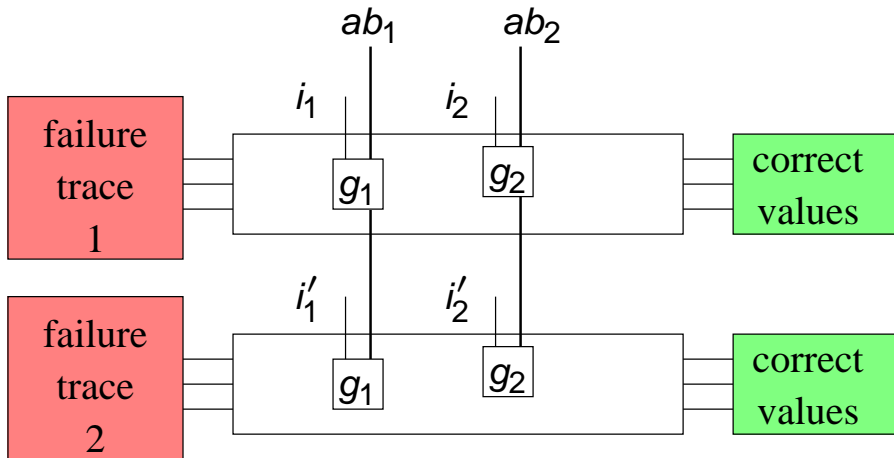 ab₁ ab₂
i₁ i₂
failure
trace
1
g₁ g₂
correct
values
i′₁ i′₂
failure
trace
2
g₁ g₂
correct
values